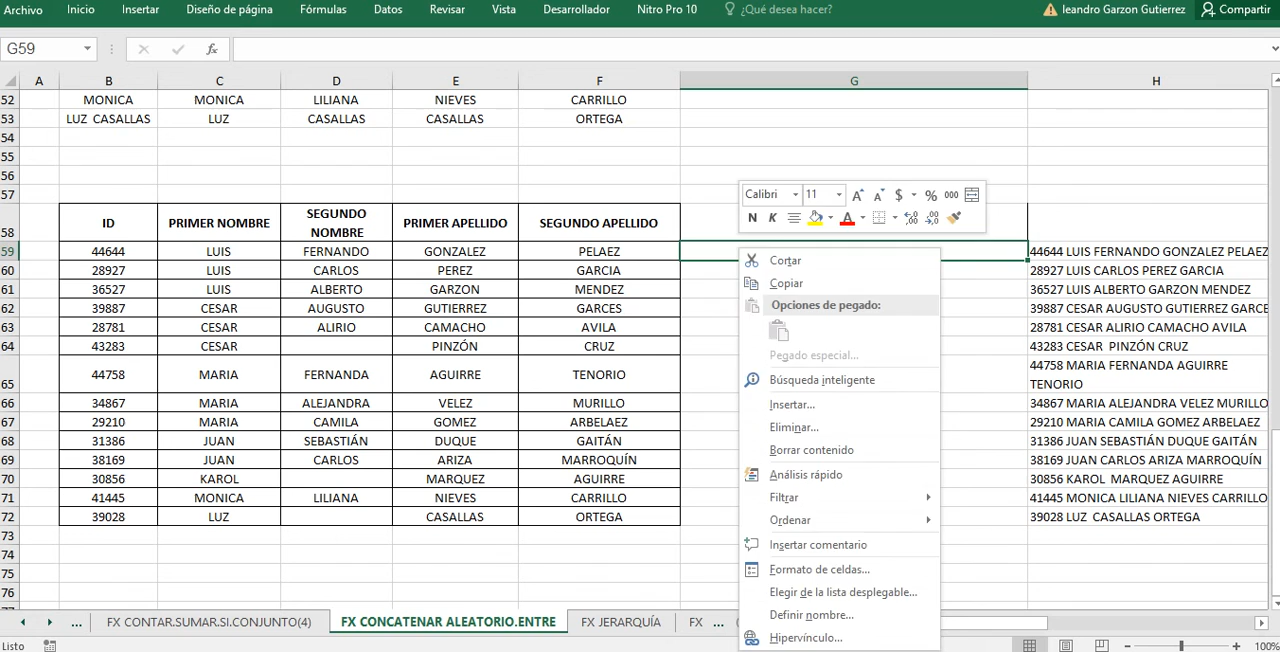 Archivo Inicio Insertar Diseño de página Fórmulas Datos Revisar Vista Desarrollador Nitro Pro 10 ¿Qué desea hacer? leandro Garzon Gutierrez Compartir
G59 fx
A B C D E F G H
52 MONICA MONICA LILIANA NIEVES CARRILLO
53 LUZ CASALLAS LUZ CASALLAS CASALLAS ORTEGA
54
55
56
57
58 ID PRIMER NOMBRE SEGUNDO NOMBRE PRIMER APELLIDO SEGUNDO APELLIDO
59 44644 LUIS FERNANDO GONZALEZ PELAEZ 44644 LUIS FERNANDO GONZALEZ PELAEZ
60 28927 LUIS CARLOS PEREZ GARCIA 28927 LUIS CARLOS PEREZ GARCIA
61 36527 LUIS ALBERTO GARZON MENDEZ 36527 LUIS ALBERTO GARZON MENDEZ
62 39887 CESAR AUGUSTO GUTIERREZ GARCES 39887 CESAR AUGUSTO GUTIERREZ GARCE
63 28781 CESAR ALIRIO CAMACHO AVILA 28781 CESAR ALIRIO CAMACHO AVILA
64 43283 CESAR PINZÓN CRUZ 43283 CESAR  PINZÓN CRUZ
65 44758 MARIA FERNANDA AGUIRRE TENORIO 44758 MARIA FERNANDA AGUIRRE
TENORIO
66 34867 MARIA ALEJANDRA VELEZ MURILLO 34867 MARIA ALEJANDRA VELEZ MURILLO
67 29210 MARIA CAMILA GOMEZ ARBELAEZ 29210 MARIA CAMILA GOMEZ ARBELAEZ
68 31386 JUAN SEBASTIÁN DUQUE GAITÁN 31386 JUAN SEBASTIÁN DUQUE GAITÁN
69 38169 JUAN CARLOS ARIZA MARROQUÍN 38169 JUAN CARLOS ARIZA MARROQUÍN
70 30856 KAROL MARQUEZ AGUIRRE 30856 KAROL  MARQUEZ AGUIRRE
71 41445 MONICA LILIANA NIEVES CARRILLO 41445 MONICA LILIANA NIEVES CARRILLO
72 39028 LUZ CASALLAS ORTEGA 39028 LUZ  CASALLAS ORTEGA
73
74
75
76
Calibri 11 A A $ % 000
N K A
Cortar
Copiar
Opciones de pegado:
Pegado especial...
Búsqueda inteligente
Insertar...
Eliminar...
Borrar contenido
Análisis rápido
Filtrar
Ordenar
Insertar comentario
Formato de celdas...
Elegir de la lista desplegable...
Definir nombre...
Hipervínculo...
... FX CONTAR.SUMAR.SI.CONJUNTO(4) FX CONCATENAR ALEATORIO.ENTRE FX JERARQUÍA FX ...
Listo 100%